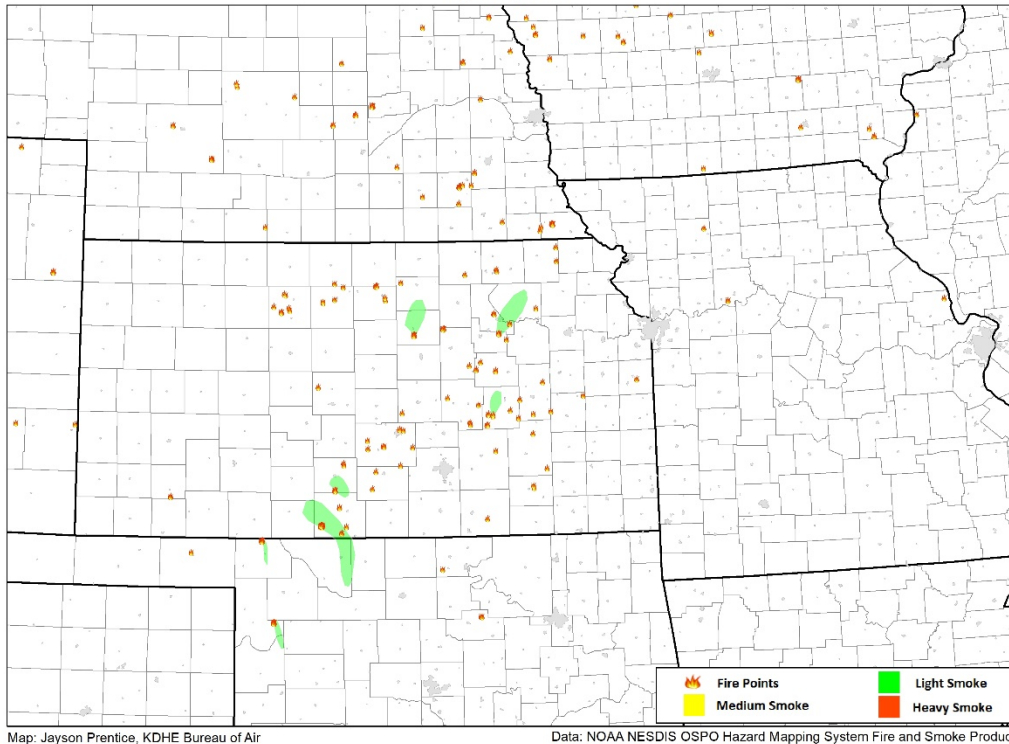 Fire Points
Light Smoke
Medium Smoke
Heavy Smoke
Map: Jayson Prentice, KDHE Bureau of Air
Data: NOAA NESDIS OSPO Hazard Mapping System Fire and Smoke Produc